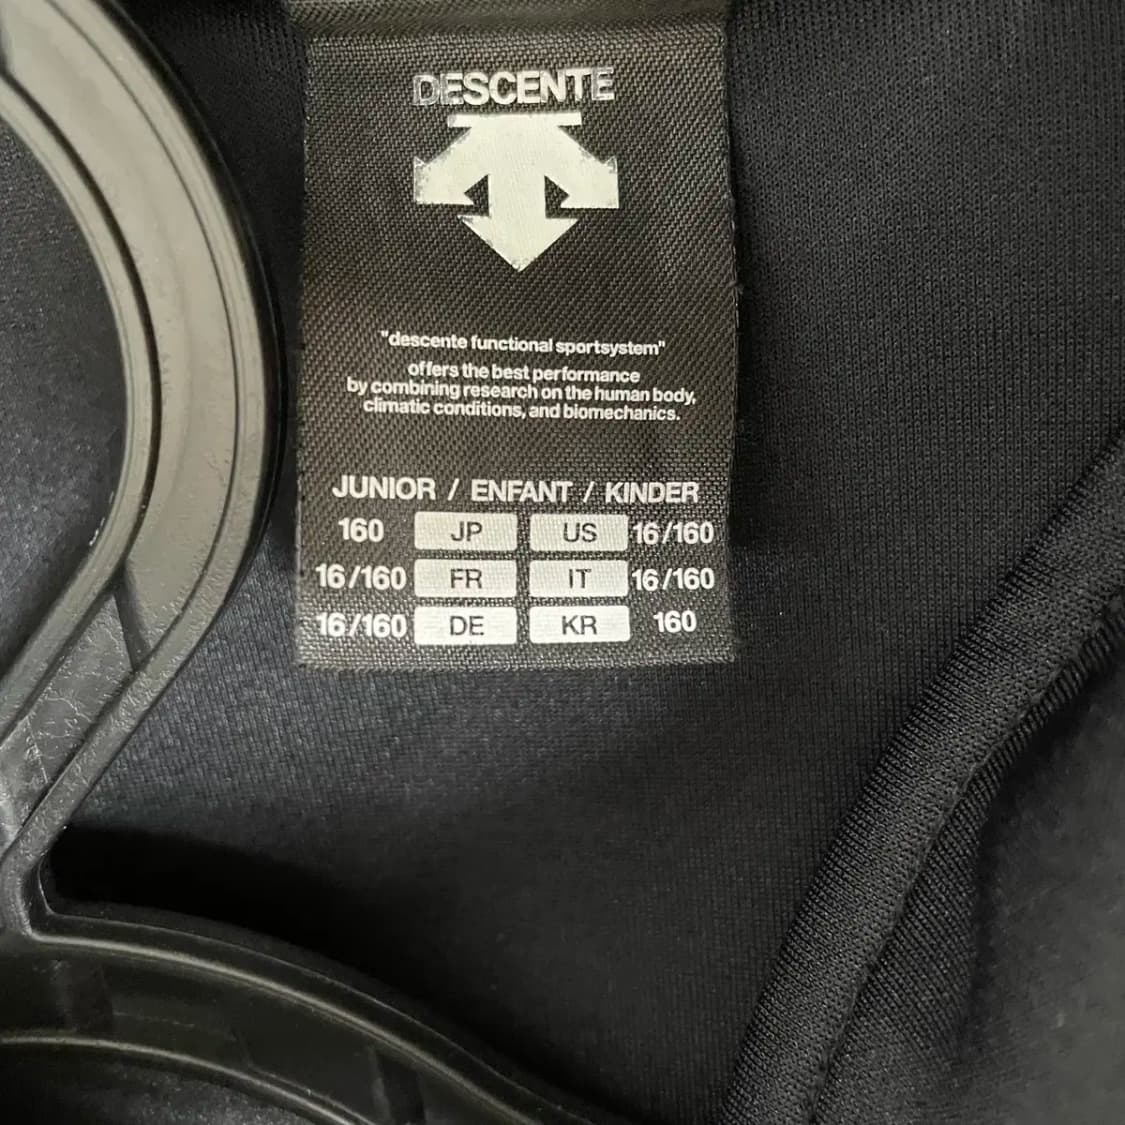 DESCENTE
"descente functional sportsystem"
offers the best performance
by combining research on the human body,
climatic conditions, and biomechanics.
JUNIOR / ENFANT / KINDER
160 JP US 16/160
16/160 FR IT 16/160
16/160 DE KR 160